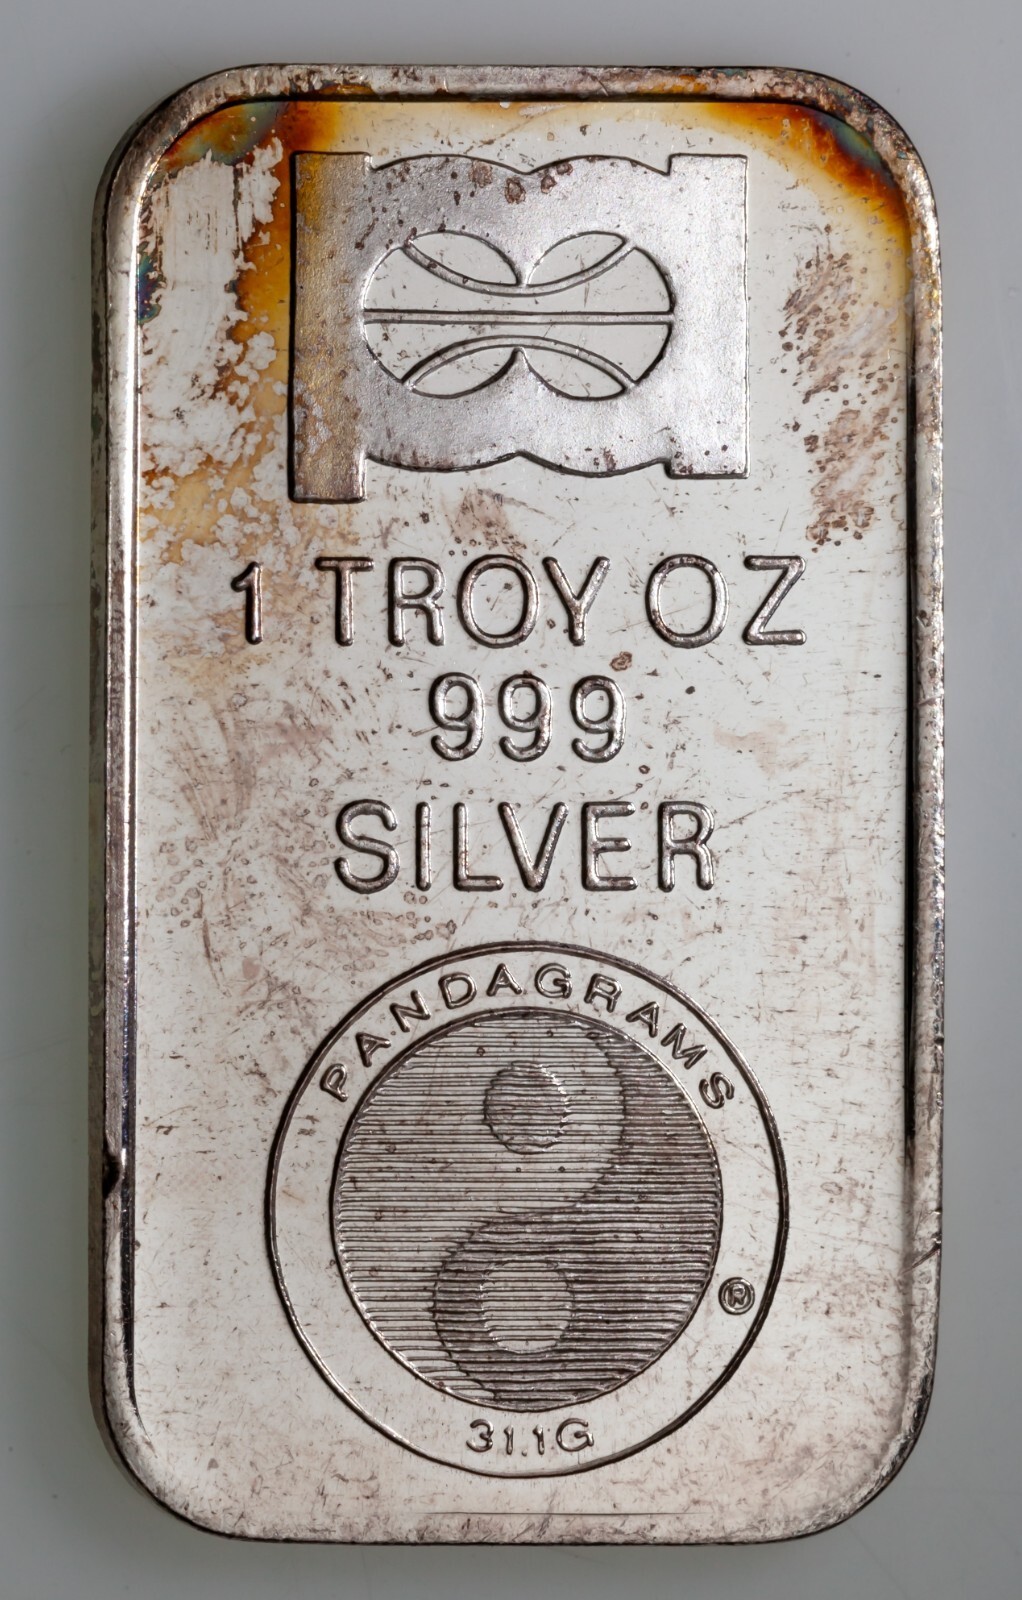 1 TROY OZ
999
SILVER
PANDAGRAMS
®
31.1G